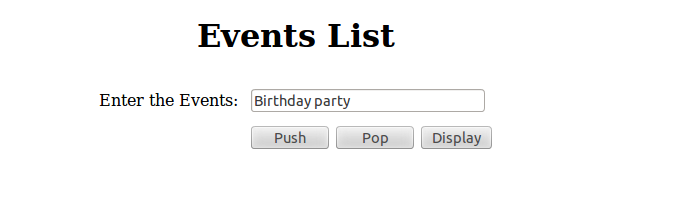 Events List
Enter the Events: Birthday party
Push Pop Display